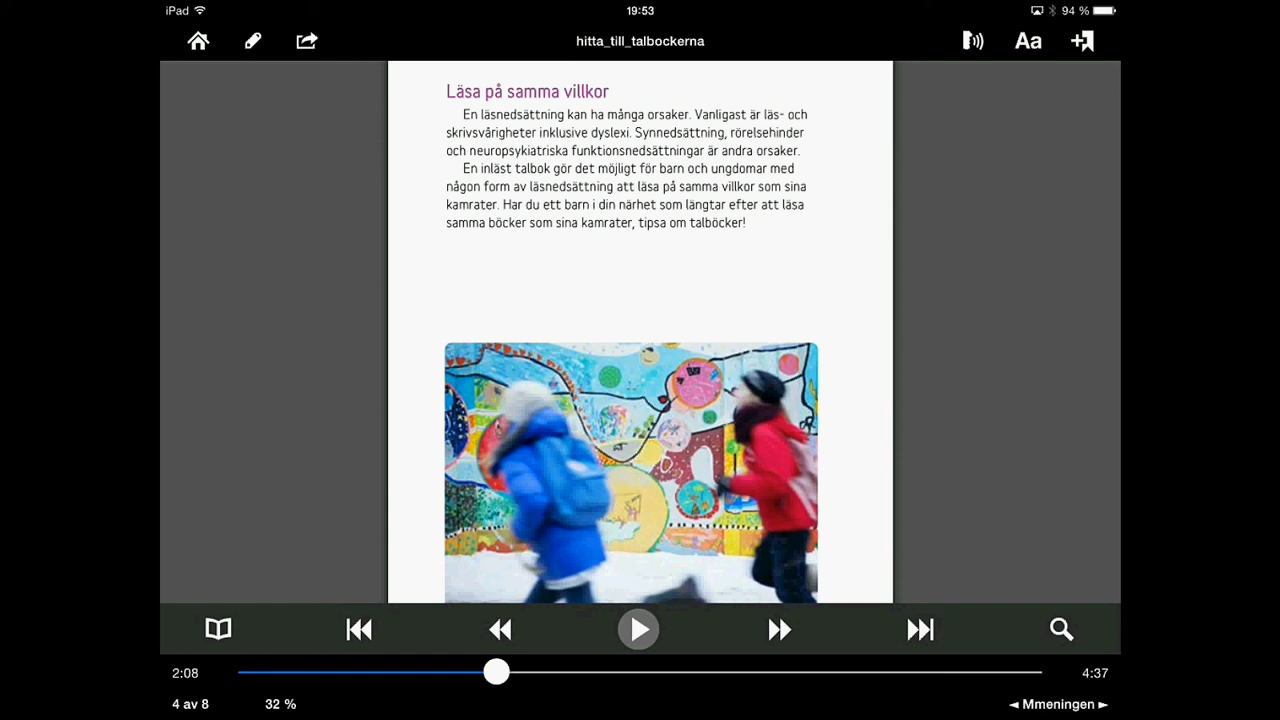 iPad 19:53 94 %
hitta_till_talbockerna Aa
Läsa på samma villkor
En läsnedsättning kan ha många orsaker. Vanligast är läs- och
skrivsvårigheter inklusive dyslexi. Synnedsättning, rörelsehinder
och neuropsykiatriska funktionsnedsättningar är andra orsaker.
En inläst talbok gör det möjligt för barn och ungdomar med
någon form av läsnedsättning att läsa på samma villkor som sina
kamrater. Har du ett barn i din närhet som längtar efter att läsa
samma böcker som sina kamrater, tipsa om talböcker!
2:08 4:37
4 av 8 32 % ◄ Mmeningen ►